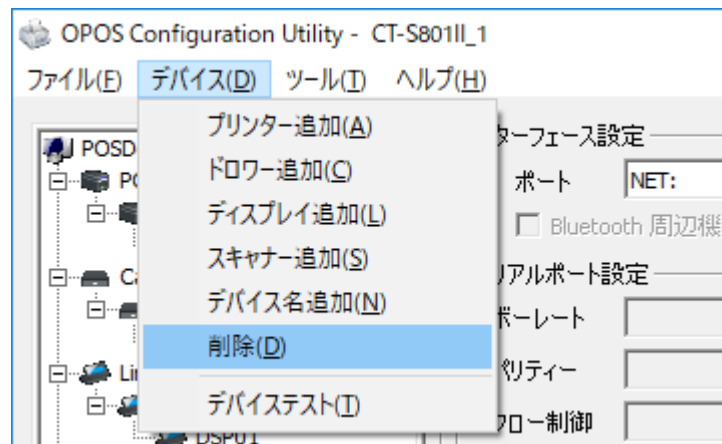 OPOS Configuration Utility - CT-S801II_1
ファイル(F) デバイス(D) ツール(T) ヘルプ(H)
プリンター追加(A)
ドロワー追加(C)
ディスプレイ追加(L)
スキャナー追加(S)
デバイス名追加(N)
削除(D)
デバイステスト(T)
POSD
PO
Ca
Li
DSPU1
ターフェース設定
ポート NET:
Bluetooth 周辺機
リアルポート設定
ボーレート
パリティー
フロー制御